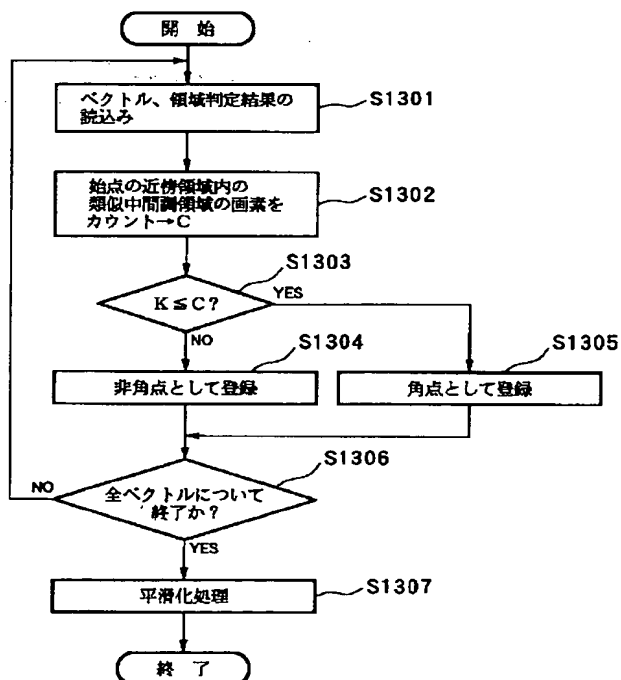 開 始
ベクトル、領域判定結果の
読込み
S1301
始点の近傍領域内の
類似中間調領域の画素を
カウント→C
S1302
K≦C?
S1303
YES
NO
非角点として登録
S1304
角点として登録
S1305
全ベクトルについて
終了か?
S1306
NO
YES
平滑化処理
S1307
終 了